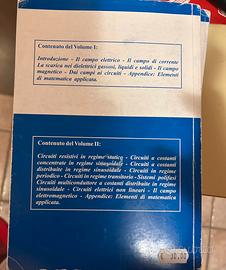 Contenuto del Volume I:
Introduzione - Il campo elettrico - Il campo di corrente
La scarica nei dielettrici gassosi, liquidi e solidi - Il campo
magnetico - Dai campi ai circuiti - Appendice: Elementi
di matematica applicata.
Contenuto del Volume II:
Circuiti resistivi in regime statico - Circuiti a costanti
concentrate in regime sinusoidale - Circuiti a costanti
distribuite in regime sinusoidale - Circuiti in regime
periodico - Circuiti in regime transitorio - Sistemi polifasi
Circuiti multiconduttore a costanti distribuite in regime
sinusoidale - Circuiti elettrici non lineari - Il campo
elettromagnetico - Appendice: Elementi di matematica
applicata.